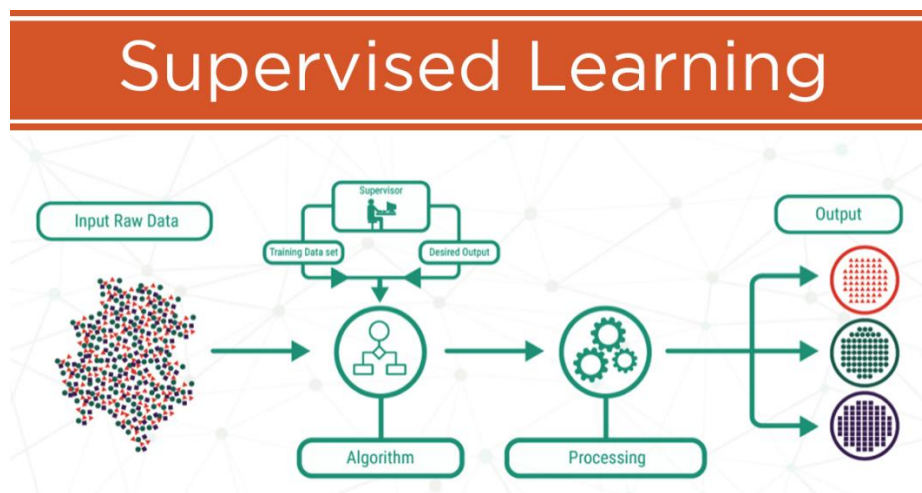 Supervised Learning
Input Raw Data
Supervisor
Training Data set
Desired Output
Output
Algorithm
Processing